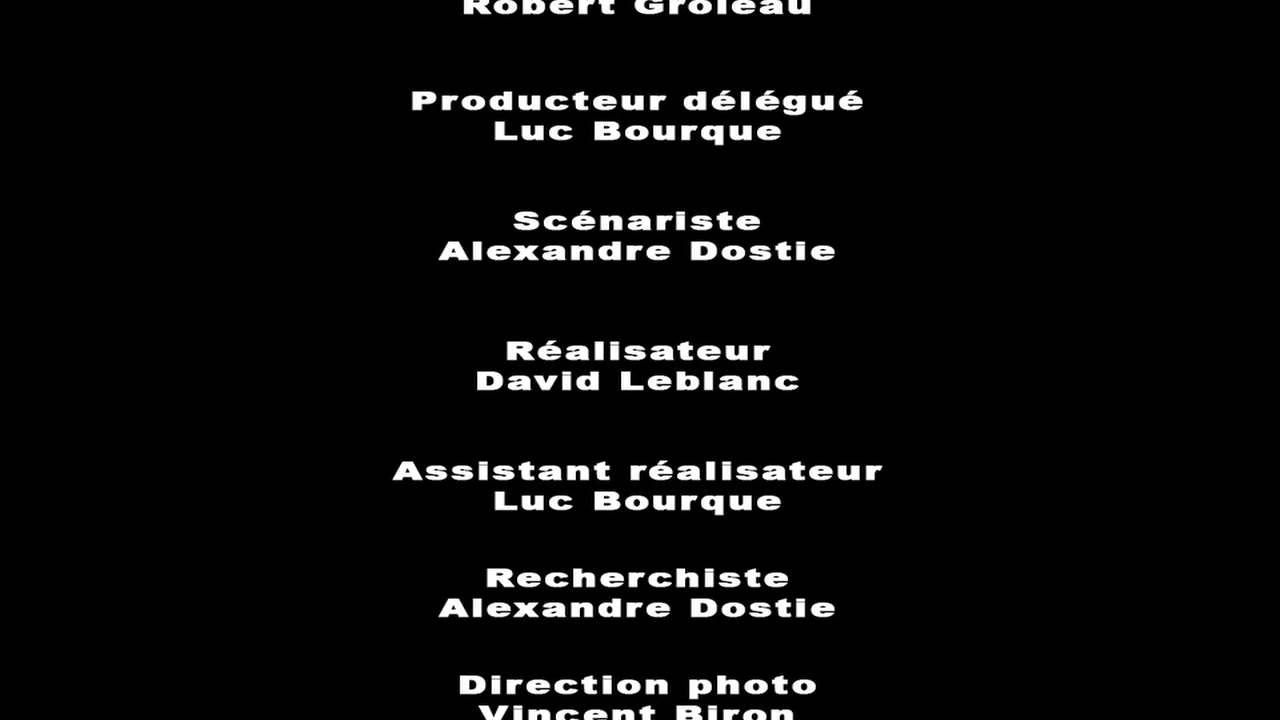 Robert Groleau
Producteur délégué
Luc Bourque
Scénariste
Alexandre Dostie
Réalisateur
David Leblanc
Assistant réalisateur
Luc Bourque
Recherchiste
Alexandre Dostie
Direction photo
Vincent Biron